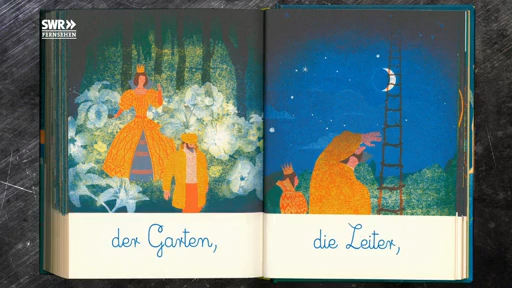 SWR»
FERNSEHEN
der Garten,
die Leiter,